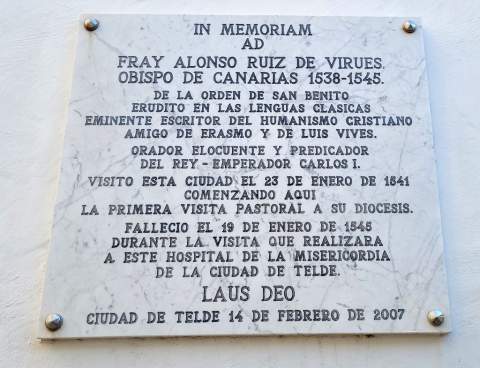 IN MEMORIAM
AD
FRAY ALONSO RUIZ DE VIRUES.
OBISPO DE CANARIAS 1538-1545.
DE LA ORDEN DE SAN BENITO
ERUDITO EN LAS LENGUAS CLASICAS
EMINENTE ESCRITOR DEL HUMANISMO CRISTIANO
AMIGO DE ERASMO Y DE LUIS VIVES.
ORADOR ELOCUENTE Y PREDICADOR
DEL REY - EMPERADOR CARLOS I.
VISITO ESTA CIUDAD EL 23 DE ENERO DE 1541
COMENZANDO AQUI
LA PRIMERA VISITA PASTORAL A SU DIOCESIS.
FALLECIO EL 19 DE ENERO DE 1545
DURANTE LA VISITA QUE REALIZARA
A ESTE HOSPITAL DE LA MISERICORDIA
DE LA CIUDAD DE TELDE.
LAUS DEO
CIUDAD DE TELDE 14 DE FEBRERO DE 2007